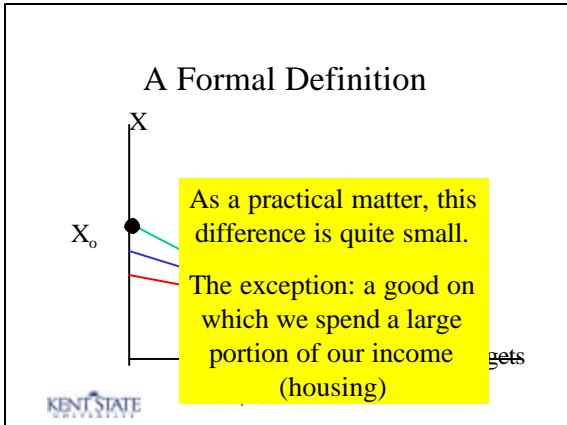 A Formal Definition
X
As a practical matter, this
difference is quite small.
Xo
The exception: a good on
which we spend a large
portion of our income
(housing)
gets
KENT STATE
UNIVERSITY